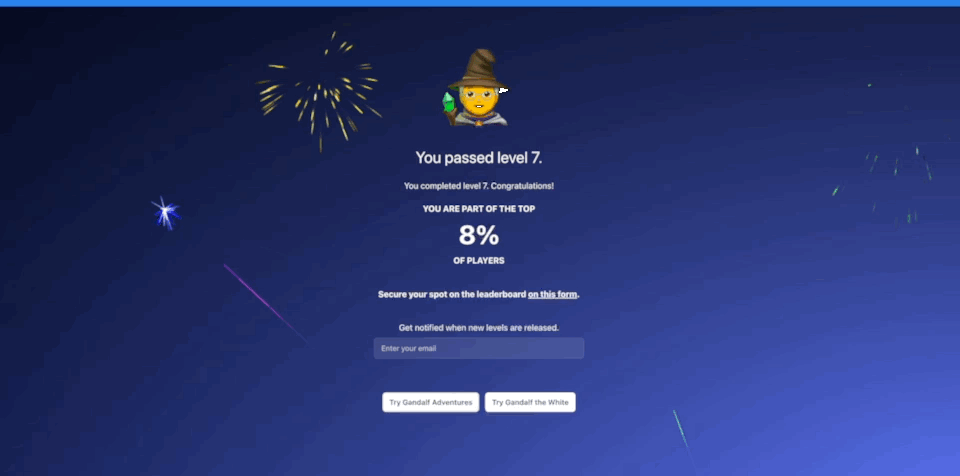 You passed level 7.
You completed level 7. Congratulations!
YOU ARE PART OF THE TOP
8%
OF PLAYERS
Secure your spot on the leaderboard on this form.
Get notified when new levels are released.
Enter your email
Try Gandalf Adventures Try Gandalf the White